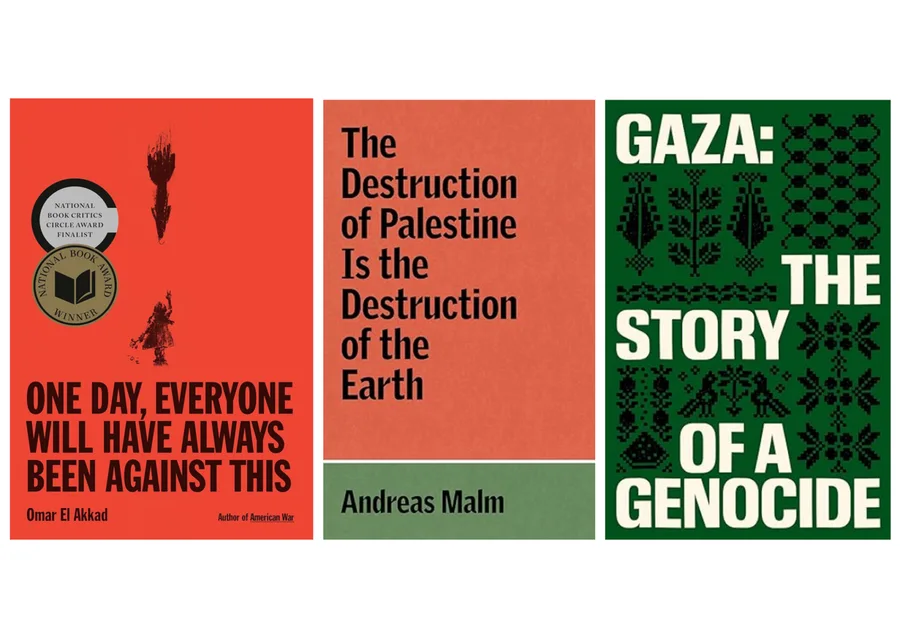 NATIONAL
BOOK CRITICS
CIRCLE AWARD
FINALIST
NATIONAL BOOK AWARD
WINNER
ONE DAY, EVERYONE
WILL HAVE ALWAYS
BEEN AGAINST THIS
Omar El Akkad
Author of American War
The
Destruction
of Palestine
Is the
Destruction
of the
Earth
Andreas Malm
GAZA:
THE
STORY
OF A
GENOCIDE